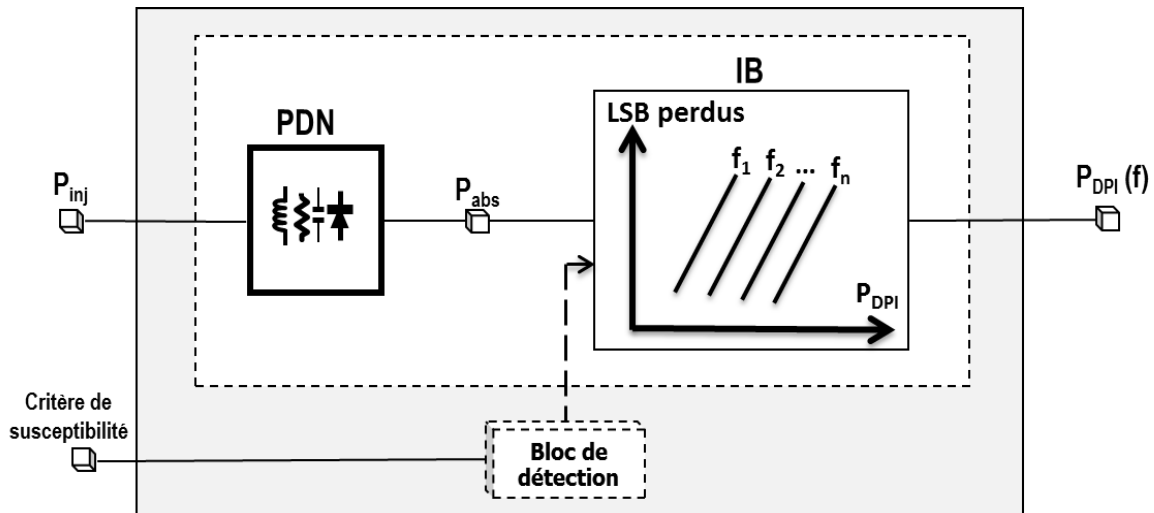 IB
LSB perdus
PDN
f1 f2 ... fn
Pinj
Pabs
PDPI (f)
PDPI
Critère de
susceptibilité
Bloc de
détection